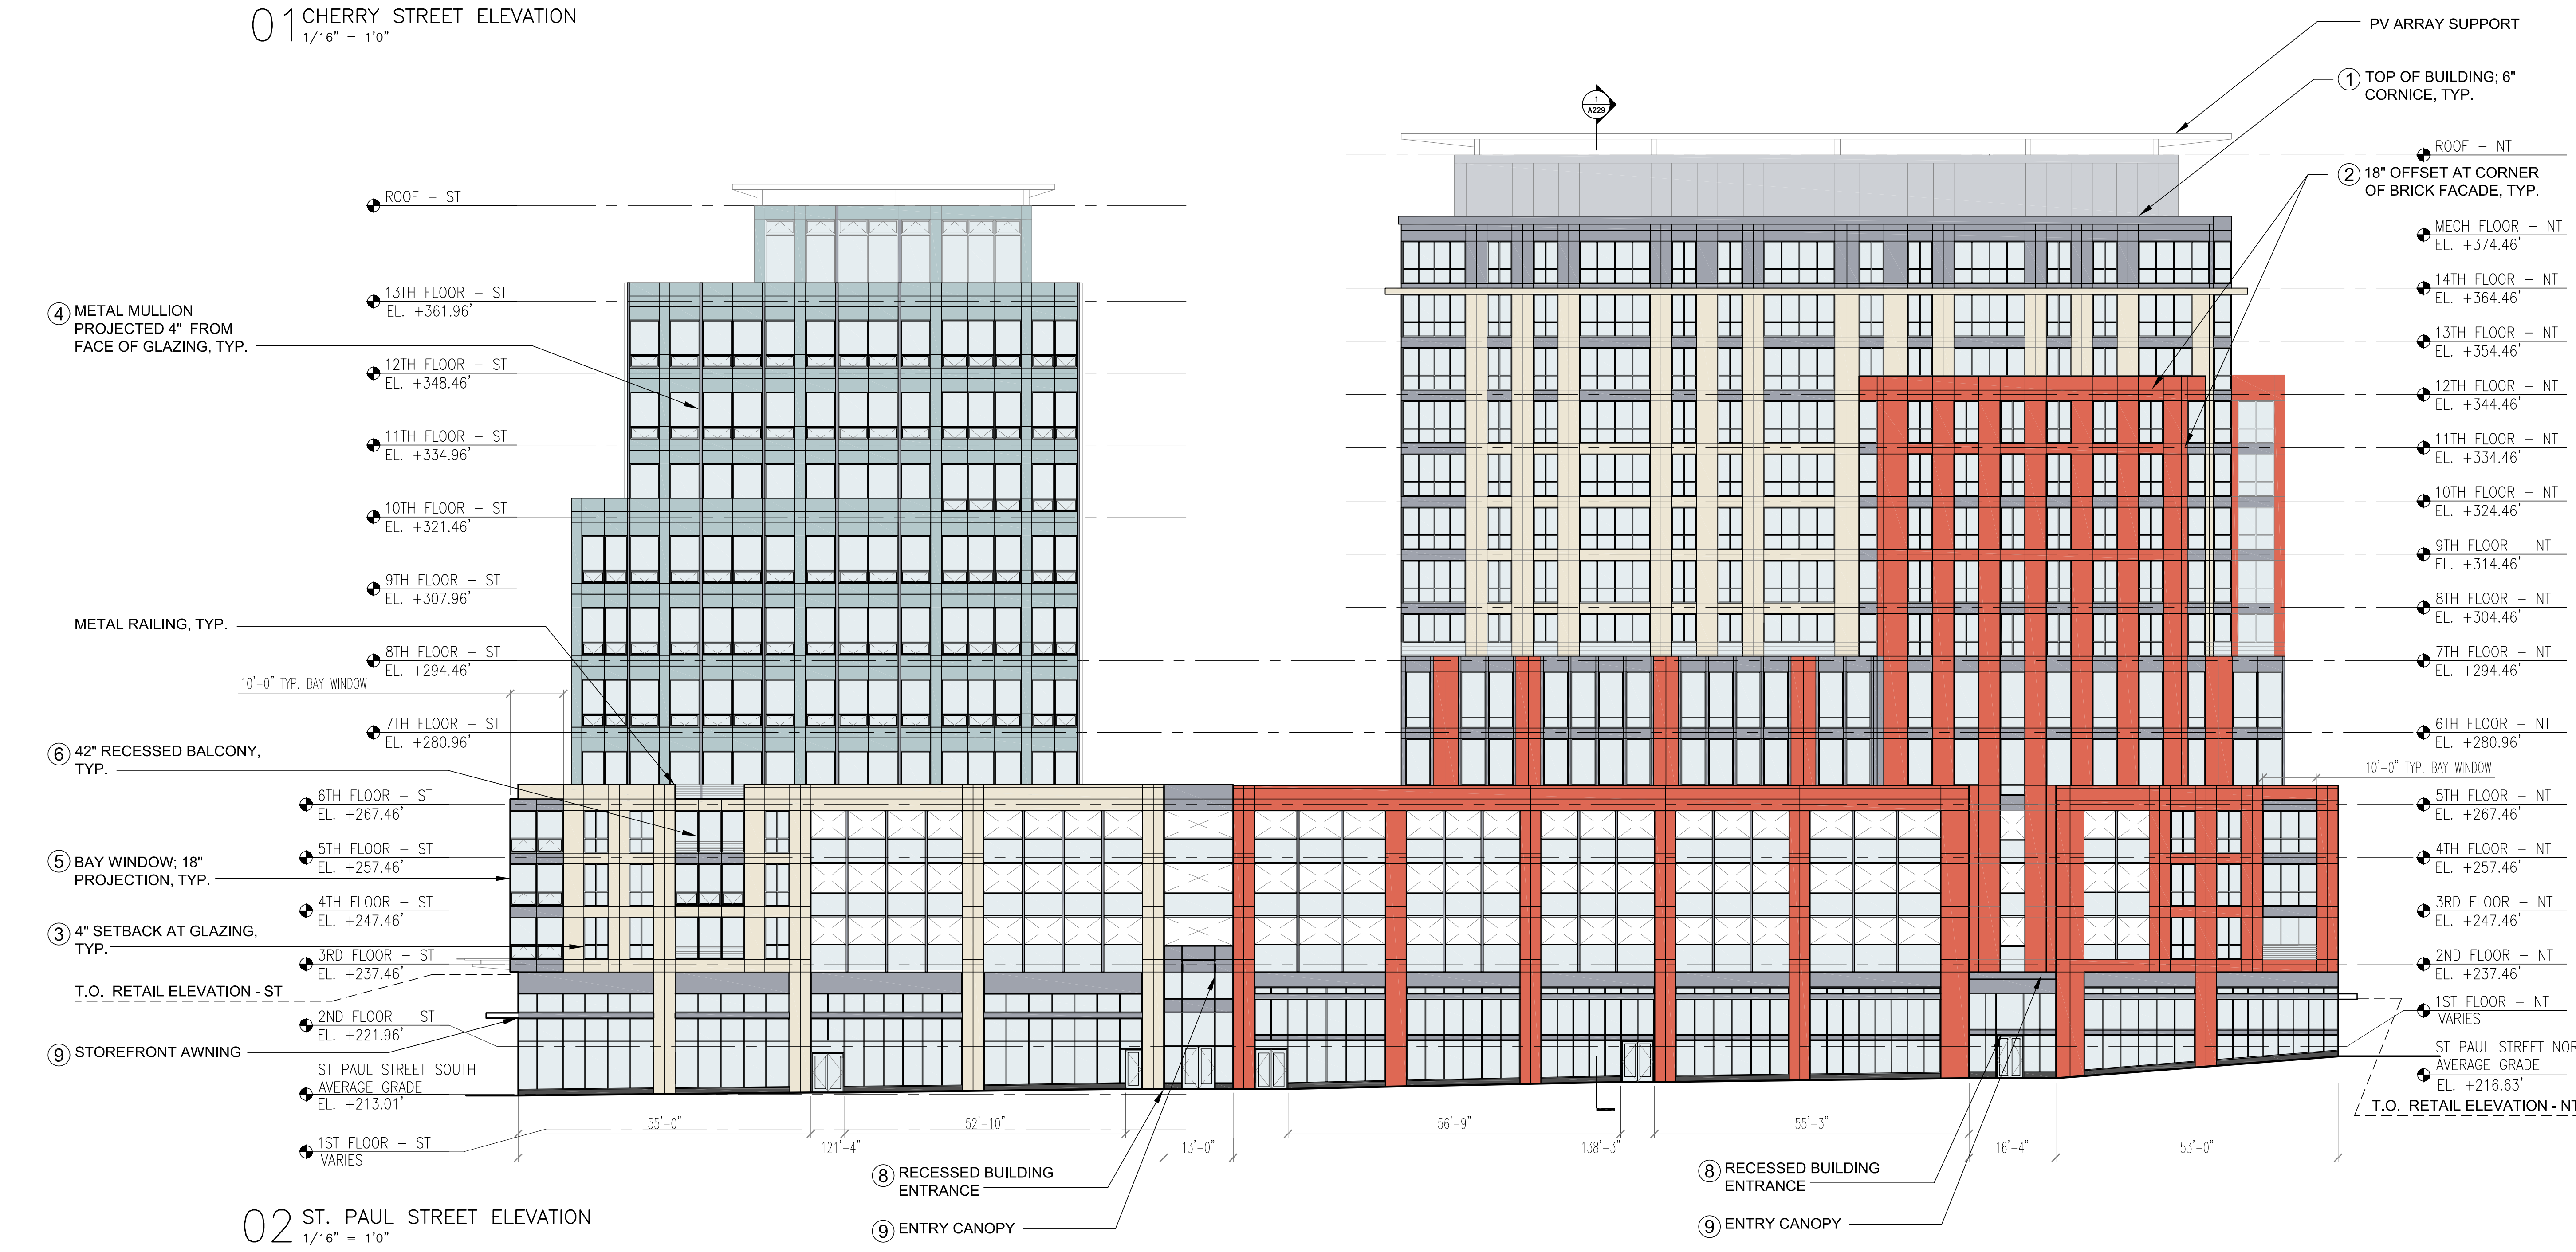 01 CHERRY STREET ELEVATION
1/16" = 1'0"
PV ARRAY SUPPORT
1 TOP OF BUILDING; 6"
CORNICE, TYP.
1
A229
ROOF - NT
2 18" OFFSET AT CORNER
OF BRICK FACADE, TYP.
MECH FLOOR - NT
EL. +374.46'
14TH FLOOR - NT
EL. +364.46'
13TH FLOOR - NT
EL. +354.46'
12TH FLOOR - NT
EL. +344.46'
11TH FLOOR - NT
EL. +334.46'
10TH FLOOR - NT
EL. +324.46'
9TH FLOOR - NT
EL. +314.46'
8TH FLOOR - NT
EL. +304.46'
7TH FLOOR - NT
EL. +294.46'
6TH FLOOR - NT
EL. +280.96'
10'-0" TYP. BAY WINDOW
5TH FLOOR - NT
EL. +267.46'
4TH FLOOR - NT
EL. +257.46'
3RD FLOOR - NT
EL. +247.46'
2ND FLOOR - NT
EL. +237.46'
1ST FLOOR - NT
VARIES
ST PAUL STREET NOR
AVERAGE GRADE
EL. +216.63'
T.O. RETAIL ELEVATION - NT
ROOF - ST
13TH FLOOR - ST
EL. +361.96'
4 METAL MULLION
PROJECTED 4" FROM
FACE OF GLAZING, TYP.
12TH FLOOR - ST
EL. +348.46'
11TH FLOOR - ST
EL. +334.96'
10TH FLOOR - ST
EL. +321.46'
9TH FLOOR - ST
EL. +307.96'
METAL RAILING, TYP.
8TH FLOOR - ST
EL. +294.46'
10'-0" TYP. BAY WINDOW
7TH FLOOR - ST
EL. +280.96'
6 42" RECESSED BALCONY,
TYP.
6TH FLOOR - ST
EL. +267.46'
5TH FLOOR - ST
EL. +257.46'
5 BAY WINDOW; 18"
PROJECTION, TYP.
4TH FLOOR - ST
EL. +247.46'
3 4" SETBACK AT GLAZING,
TYP.
3RD FLOOR - ST
EL. +237.46'
T.O. RETAIL ELEVATION - ST
2ND FLOOR - ST
EL. +221.96'
9 STOREFRONT AWNING
ST PAUL STREET SOUTH
AVERAGE GRADE
EL. +213.01'
1ST FLOOR - ST
VARIES
55'-0" 52'-10" 56'-9" 55'-3"
121'-4" 13'-0" 138'-3" 16'-4" 53'-0"
8 RECESSED BUILDING
ENTRANCE
9 ENTRY CANOPY
8 RECESSED BUILDING
ENTRANCE
9 ENTRY CANOPY
02 ST. PAUL STREET ELEVATION
1/16" = 1'0"